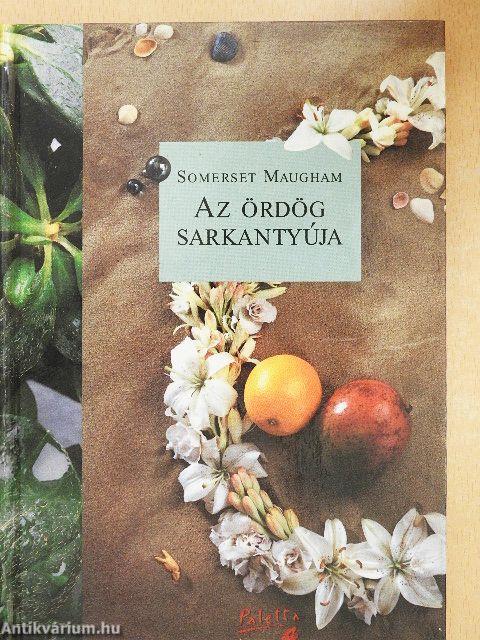 SOMERSET MAUGHAM
AZ ÖRDÖG
SARKANTYÚJA
Paletta
Antikvárium.hu